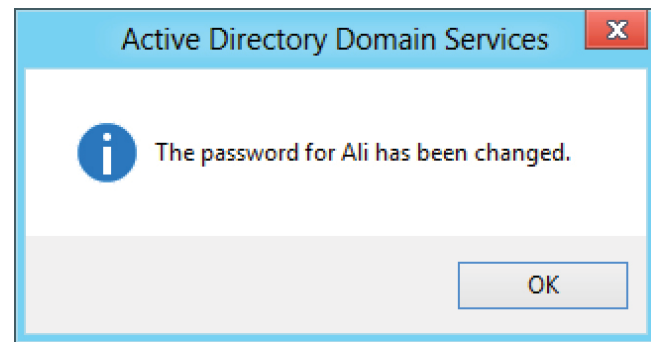 Active Directory Domain Services
The password for Ali has been changed.
OK